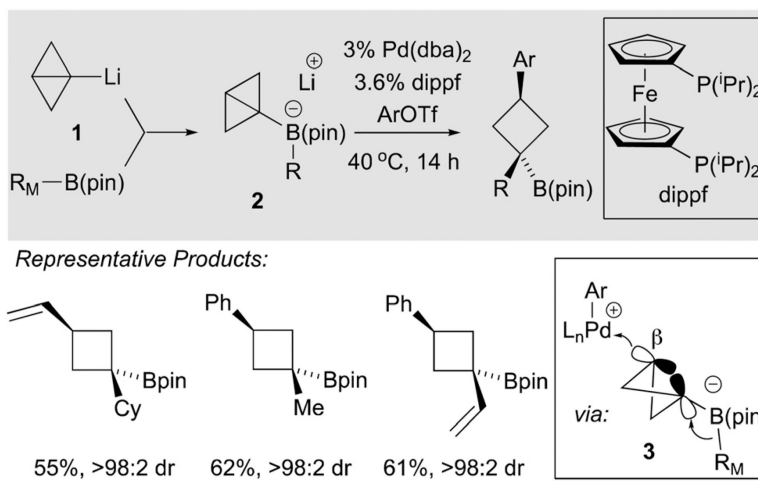 Li
1
R_M—B(pin)
Li ⊕
⊖
B(pin)
R
2
3% Pd(dba)₂
3.6% dippf
ArOTf
40 °C, 14 h
Ar
R
B(pin)
P(ⁱPr)₂
Fe
P(ⁱPr)₂
dippf
Representative Products:
Bpin
Cy
55%, >98:2 dr
Ph
Bpin
Me
62%, >98:2 dr
Ph
Bpin
61%, >98:2 dr
Ar
⊕
LₙPd
β
⊖
B(pin
via:
3
R_M